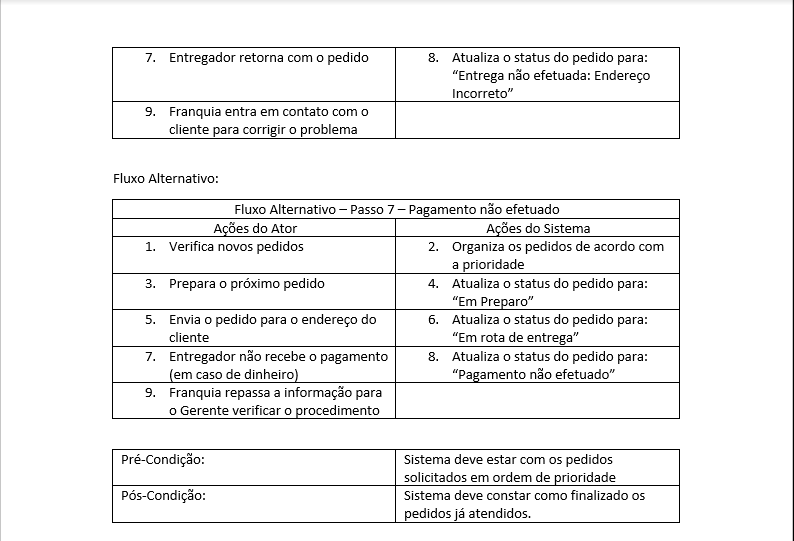 7. Entregador retorna com o pedido
8. Atualiza o status do pedido para:
“Entrega não efetuada: Endereço
Incorreto”
9. Franquia entra em contato com o
cliente para corrigir o problema
Fluxo Alternativo:
Fluxo Alternativo – Passo 7 – Pagamento não efetuado
Ações do Ator
Ações do Sistema
1. Verifica novos pedidos
2. Organiza os pedidos de acordo com
a prioridade
3. Prepara o próximo pedido
4. Atualiza o status do pedido para:
“Em Preparo”
5. Envia o pedido para o endereço do
cliente
6. Atualiza o status do pedido para:
“Em rota de entrega”
7. Entregador não recebe o pagamento
(em caso de dinheiro)
8. Atualiza o status do pedido para:
“Pagamento não efetuado”
9. Franquia repassa a informação para
o Gerente verificar o procedimento
Pré-Condição:
Sistema deve estar com os pedidos
solicitados em ordem de prioridade
Pós-Condição:
Sistema deve constar como finalizado os
pedidos já atendidos.